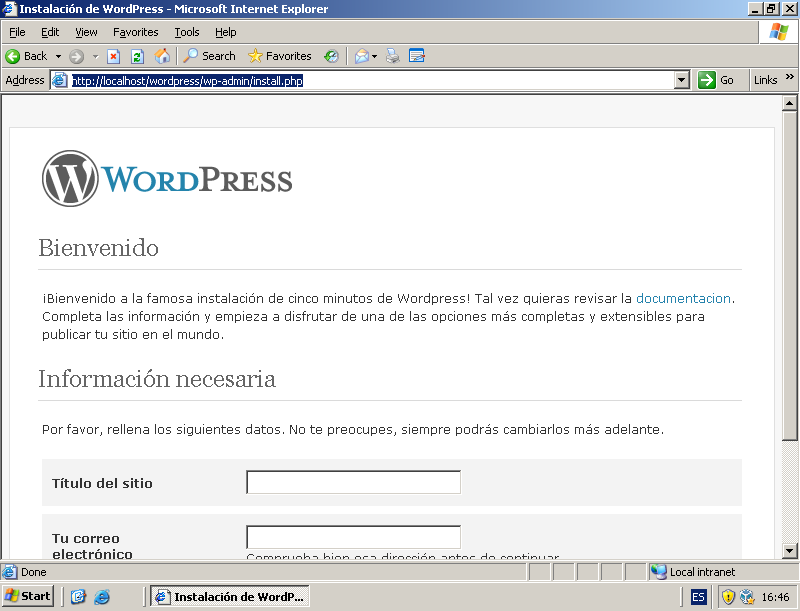 Instalación de WordPress - Microsoft Internet Explorer
File Edit View Favorites Tools Help
Back Search Favorites
Address http://localhost/wordpress/wp-admin/install.php Go Links »
WORDPRESS
Bienvenido
¡Bienvenido a la famosa instalación de cinco minutos de Wordpress! Tal vez quieras revisar la documentacion.
Completa las información y empieza a disfrutar de una de las opciones más completas y extensibles para
publicar tu sitio en el mundo.
Información necesaria
Por favor, rellena los siguientes datos. No te preocupes, siempre podrás cambiarlos más adelante.
Título del sitio
Tu correo
electrónico
Comprueba bien esa dirección antes de continuar.
Done Local intranet
Start Instalación de WordP... ES 16:46